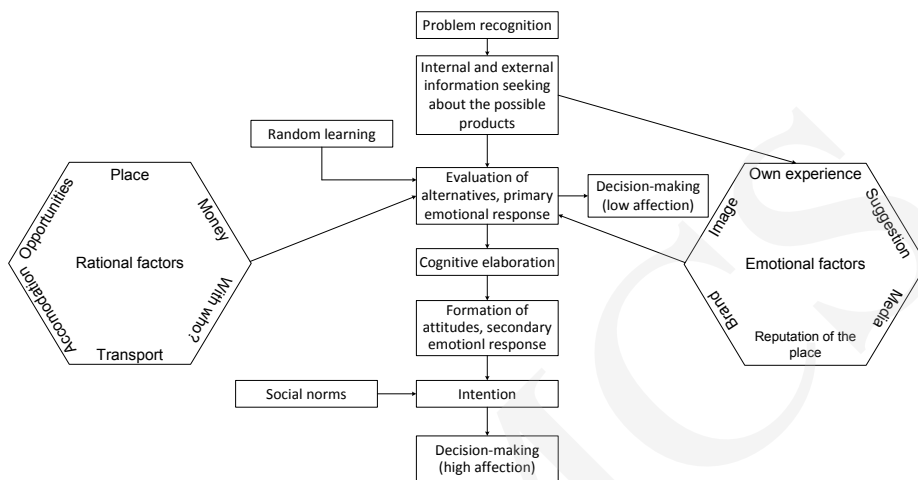 Problem recognition
Internal and external
information seeking
about the possible
products
Random learning
Evaluation of
alternatives, primary
emotional response
Decision-making
(low affection)
Place
Opportunities
Money
Rational factors
Accomodation
With who?
Transport
Own experience
Image
Suggestion
Emotional factors
Brand
Media
Reputation of the
place
Cognitive elaboration
Formation of
attitudes, secondary
emotionl response
Social norms
Intention
Decision-making
(high affection)